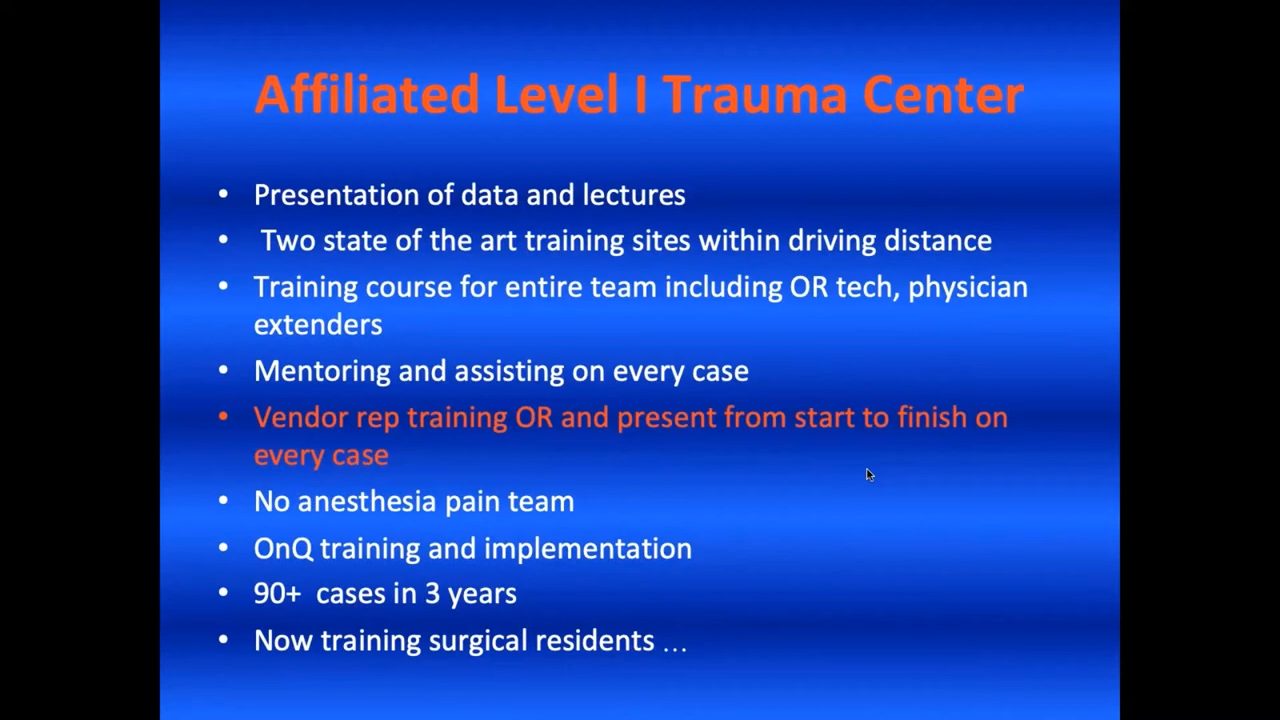 Affiliated Level I Trauma Center
• Presentation of data and lectures
• Two state of the art training sites within driving distance
• Training course for entire team including OR tech, physician
extenders
• Mentoring and assisting on every case
• Vendor rep training OR and present from start to finish on
every case
• No anesthesia pain team
• OnQ training and implementation
• 90+  cases in 3 years
• Now training surgical residents …